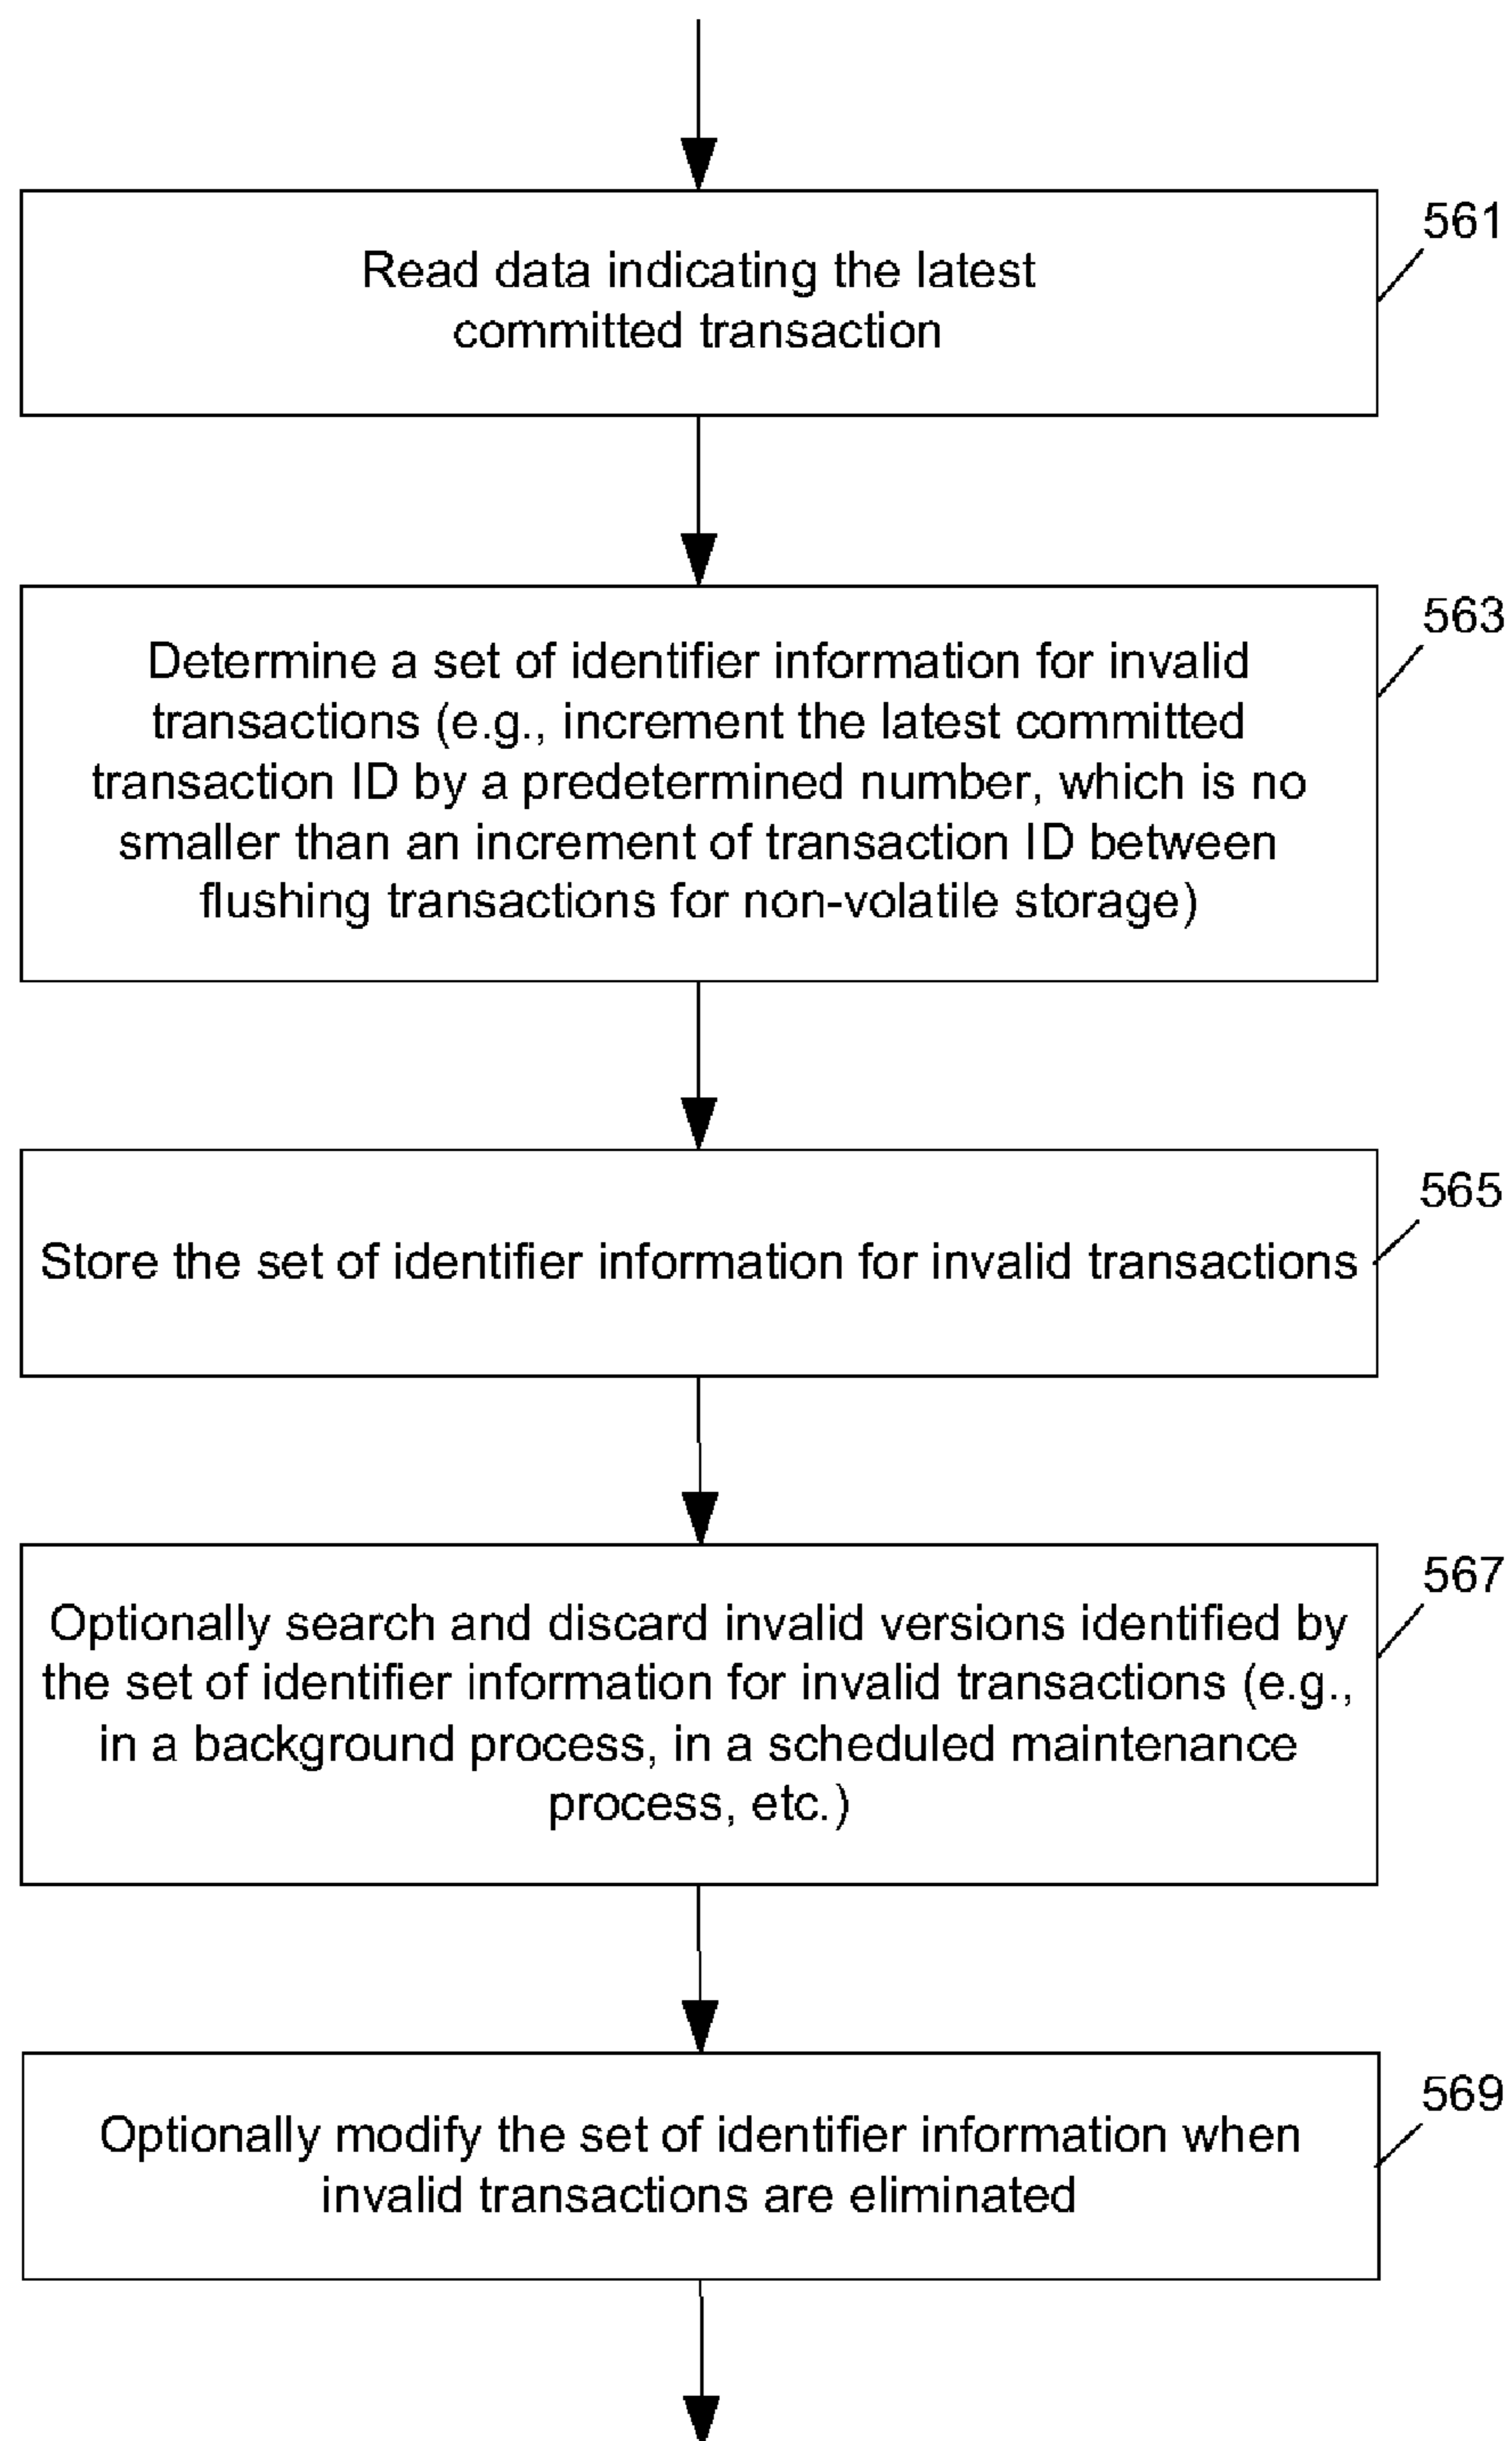 561
Read data indicating the latest
committed transaction
563
Determine a set of identifier information for invalid
transactions (e.g., increment the latest committed
transaction ID by a predetermined number, which is no
smaller than an increment of transaction ID between
flushing transactions for non-volatile storage)
565
Store the set of identifier information for invalid transactions
567
Optionally search and discard invalid versions identified by
the set of identifier information for invalid transactions (e.g.,
in a background process, in a scheduled maintenance
process, etc.)
569
Optionally modify the set of identifier information when
invalid transactions are eliminated